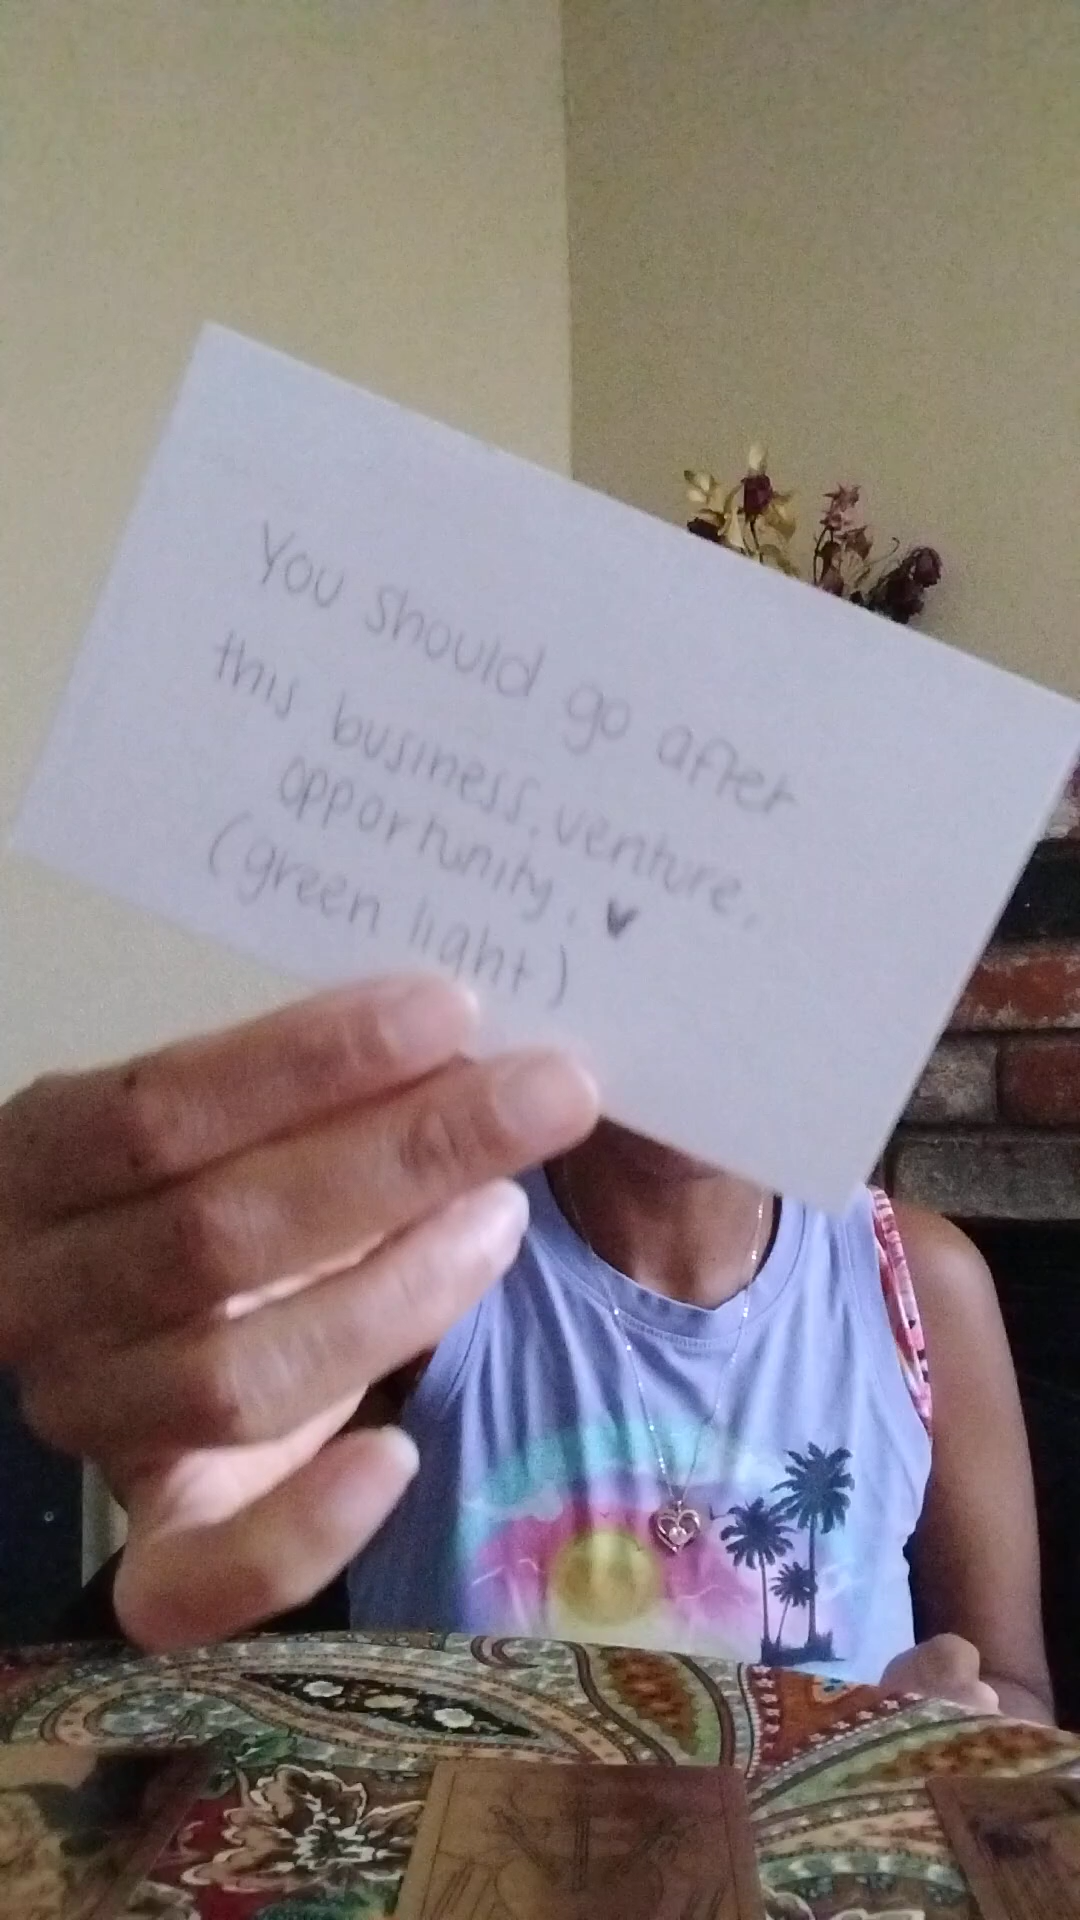 You should go after
this business, venture,
opportunity. ♥
(green light)